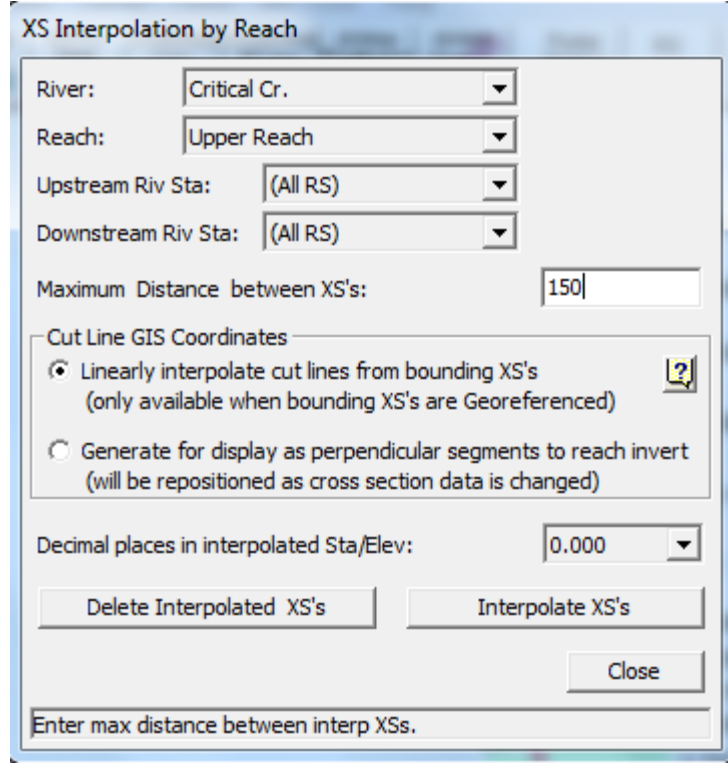 XS Interpolation by Reach
River: Critical Cr.
Reach: Upper Reach
Upstream Riv Sta: (All RS)
Downstream Riv Sta: (All RS)
Maximum Distance between XS's: 150
Cut Line GIS Coordinates
Linearly interpolate cut lines from bounding XS's
(only available when bounding XS's are Georeferenced)
Generate for display as perpendicular segments to reach invert
(will be repositioned as cross section data is changed)
Decimal places in interpolated Sta/Elev: 0.000
Delete Interpolated XS's Interpolate XS's
Close
Enter max distance between interp XSs.